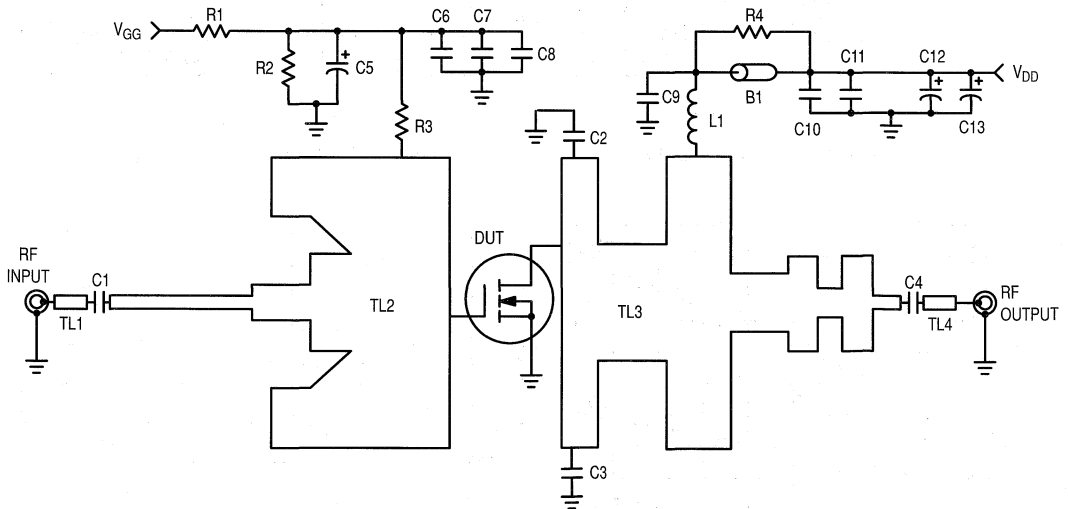 R1
C6
C7
R4
VGG
R2
C5
C8
C11
C12
VDD
C9
B1
R3
L1
C10
C13
C2
DUT
RF
INPUT
C1
TL2
TL3
C4
RF
OUTPUT
TL1
TL4
C3